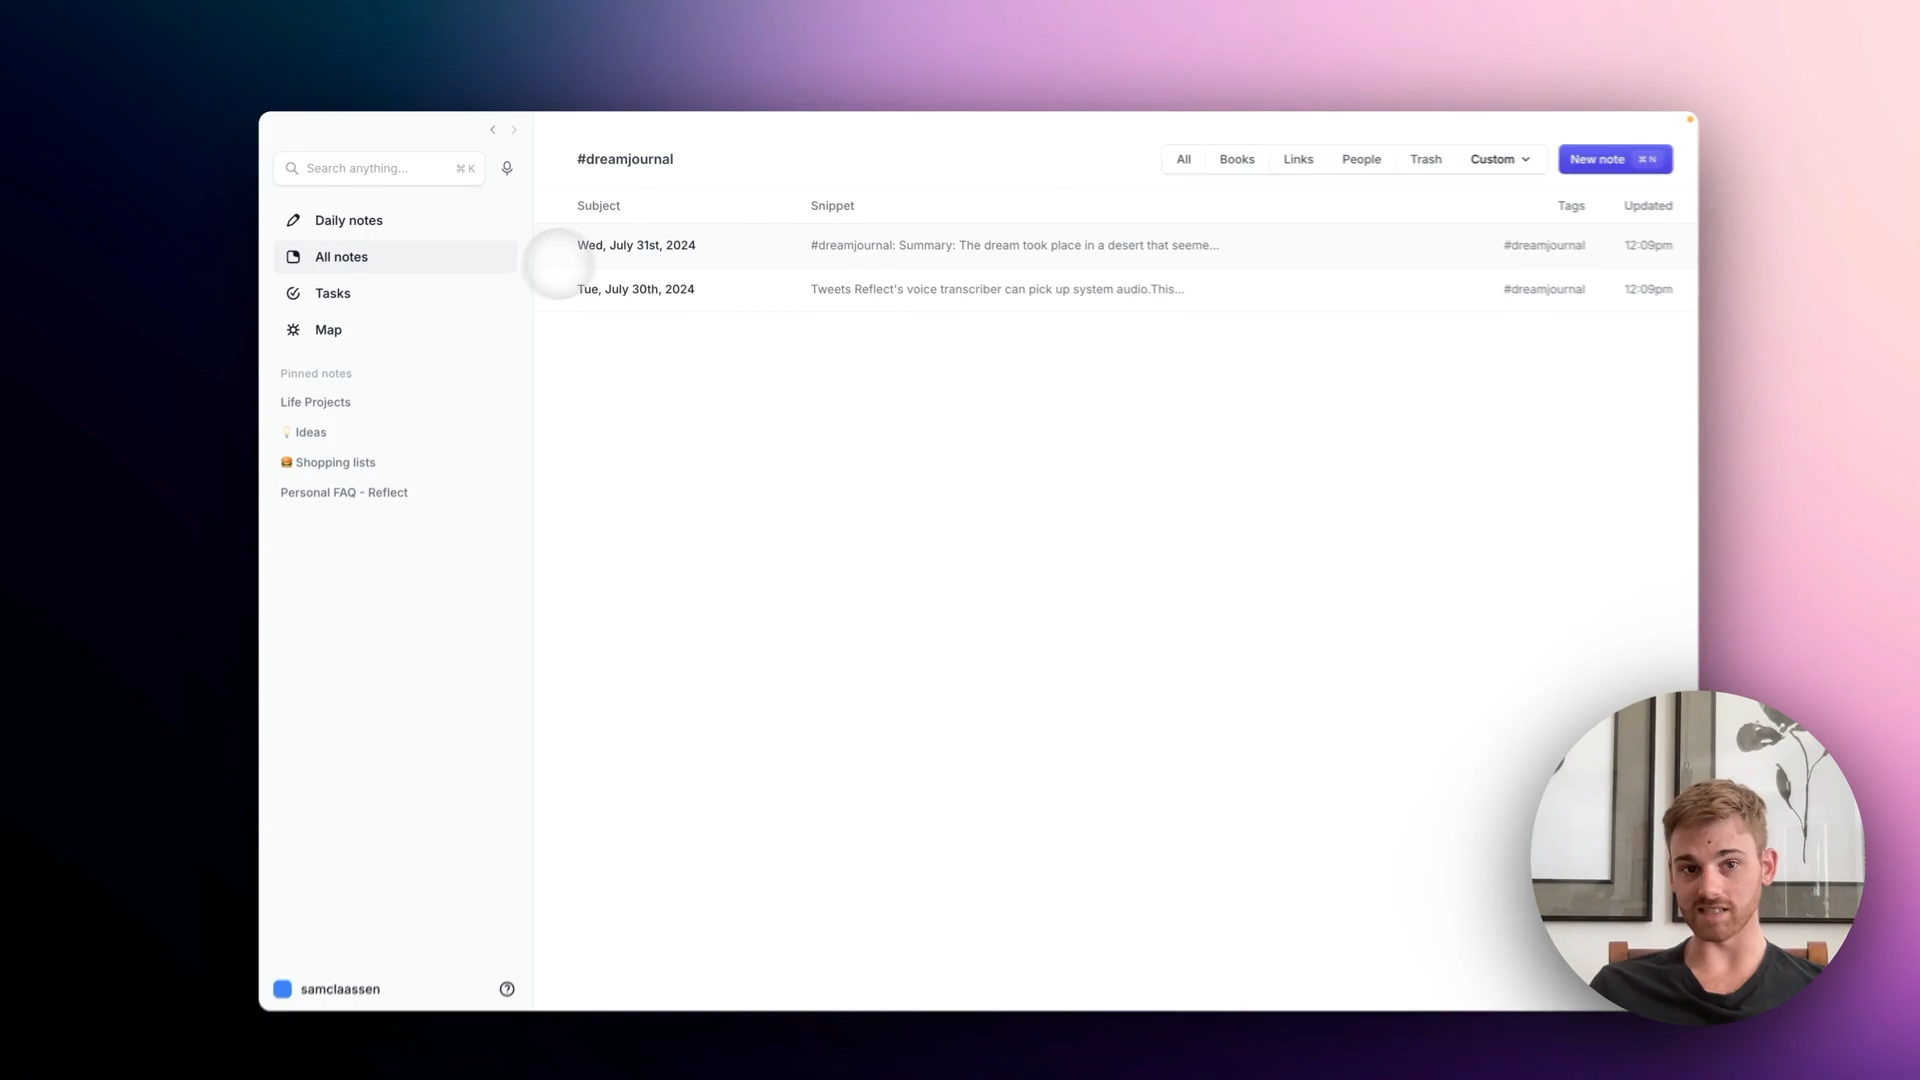 Search anything...
⌘ K
Daily notes
All notes
Tasks
Map
Pinned notes
Life Projects
💡 Ideas
🍔 Shopping lists
Personal FAQ - Reflect
samclaassen
#dreamjournal
All Books Links People Trash Custom
New note ⌘ N
Subject Snippet Tags Updated
Wed, July 31st, 2024 #dreamjournal: Summary: The dream took place in a desert that seeme... #dreamjournal 12:09pm
Tue, July 30th, 2024 Tweets Reflect's voice transcriber can pick up system audio.This... #dreamjournal 12:09pm